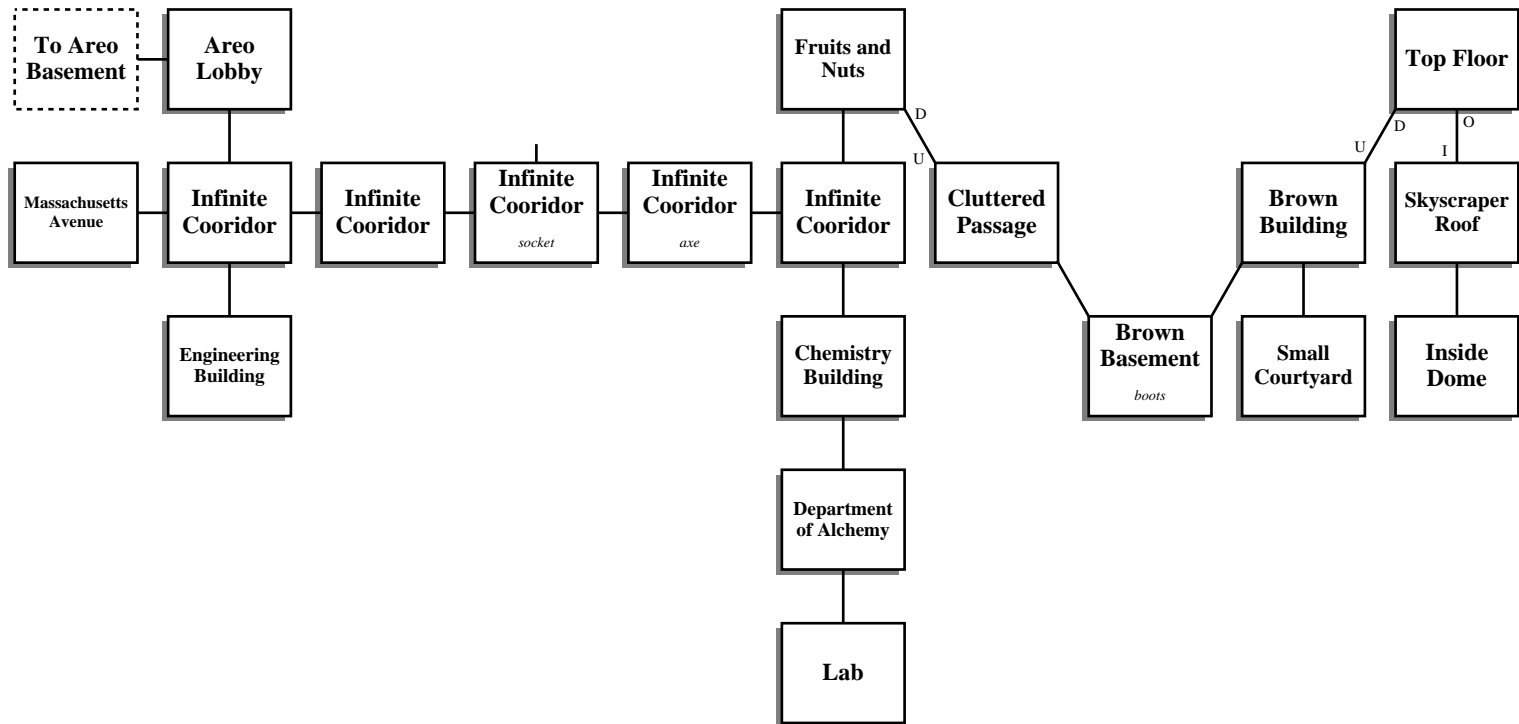 To Areo
Basement
Areo
Lobby
Fruits and
Nuts
Top Floor
D
U
U
D
O
I
Massachusetts
Avenue
Infinite
Cooridor
Infinite
Cooridor
Infinite
Cooridor
socket
Infinite
Cooridor
axe
Infinite
Cooridor
Cluttered
Passage
Brown
Building
Skyscraper
Roof
Engineering
Building
Chemistry
Building
Brown
Basement
boots
Small
Courtyard
Inside
Dome
Department
of Alchemy
Lab